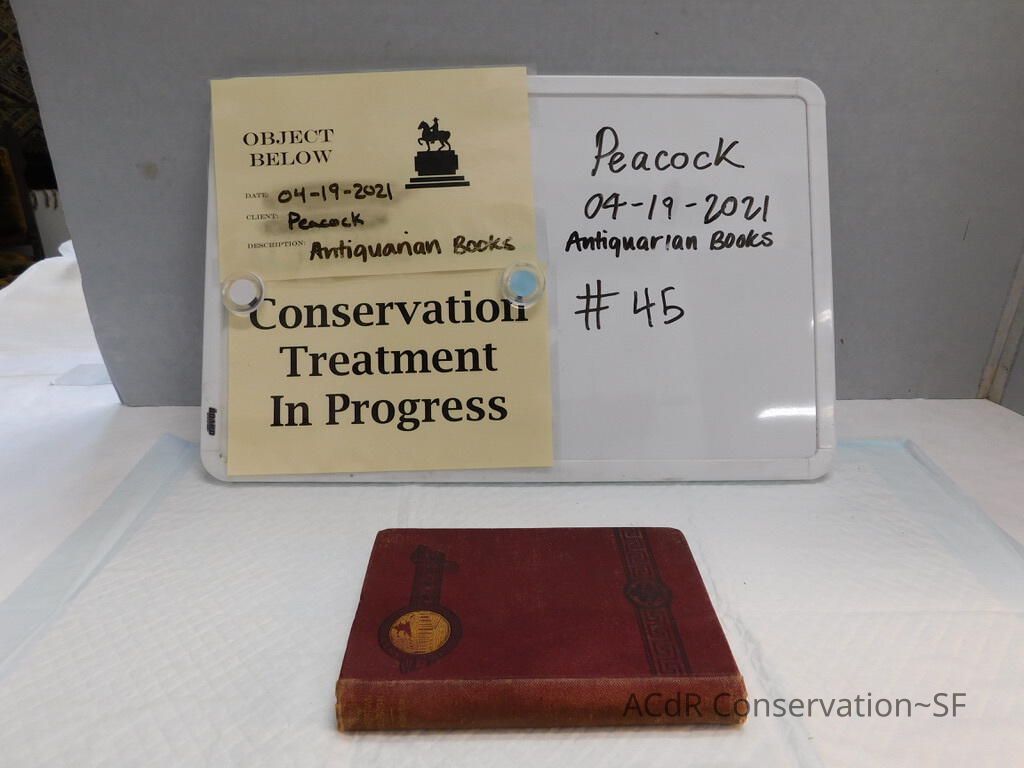 OBJECT
BELOW
DATE: 04-19-2021
CLIENT: Peacock
DESCRIPTION: Antiquarian Books
Conservation
Treatment
In Progress
Peacock
04-19-2021
Antiquarian Books
# 45
ACdR Conservation~SF